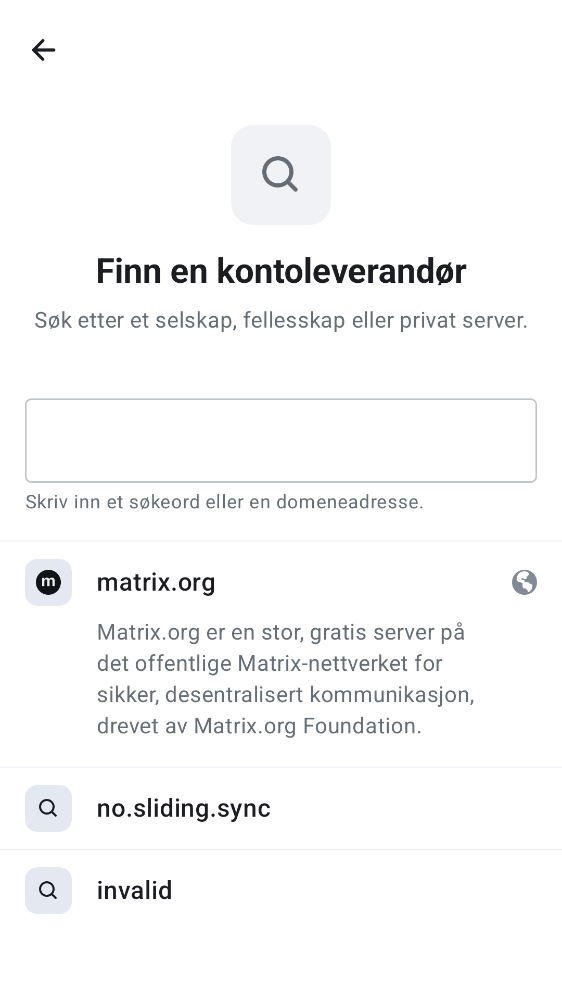 Finn en kontoleverandør
Søk etter et selskap, fellesskap eller privat server.
Skriv inn et søkeord eller en domeneadresse.
m
matrix.org
Matrix.org er en stor, gratis server på
det offentlige Matrix-nettverket for
sikker, desentralisert kommunikasjon,
drevet av Matrix.org Foundation.
no.sliding.sync
invalid